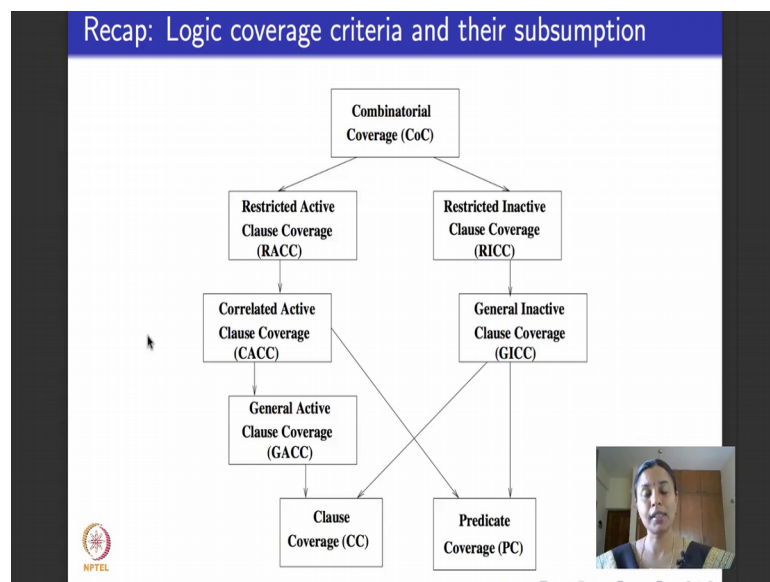 Recap: Logic coverage criteria and their subsumption
Combinatorial
Coverage (CoC)
Restricted Active
Clause Coverage
(RACC)
Restricted Inactive
Clause Coverage
(RICC)
Correlated Active
Clause Coverage
(CACC)
General Inactive
Clause Coverage
(GICC)
General Active
Clause Coverage
(GACC)
Clause
Coverage (CC)
Predicate
Coverage (PC)
NPTEL